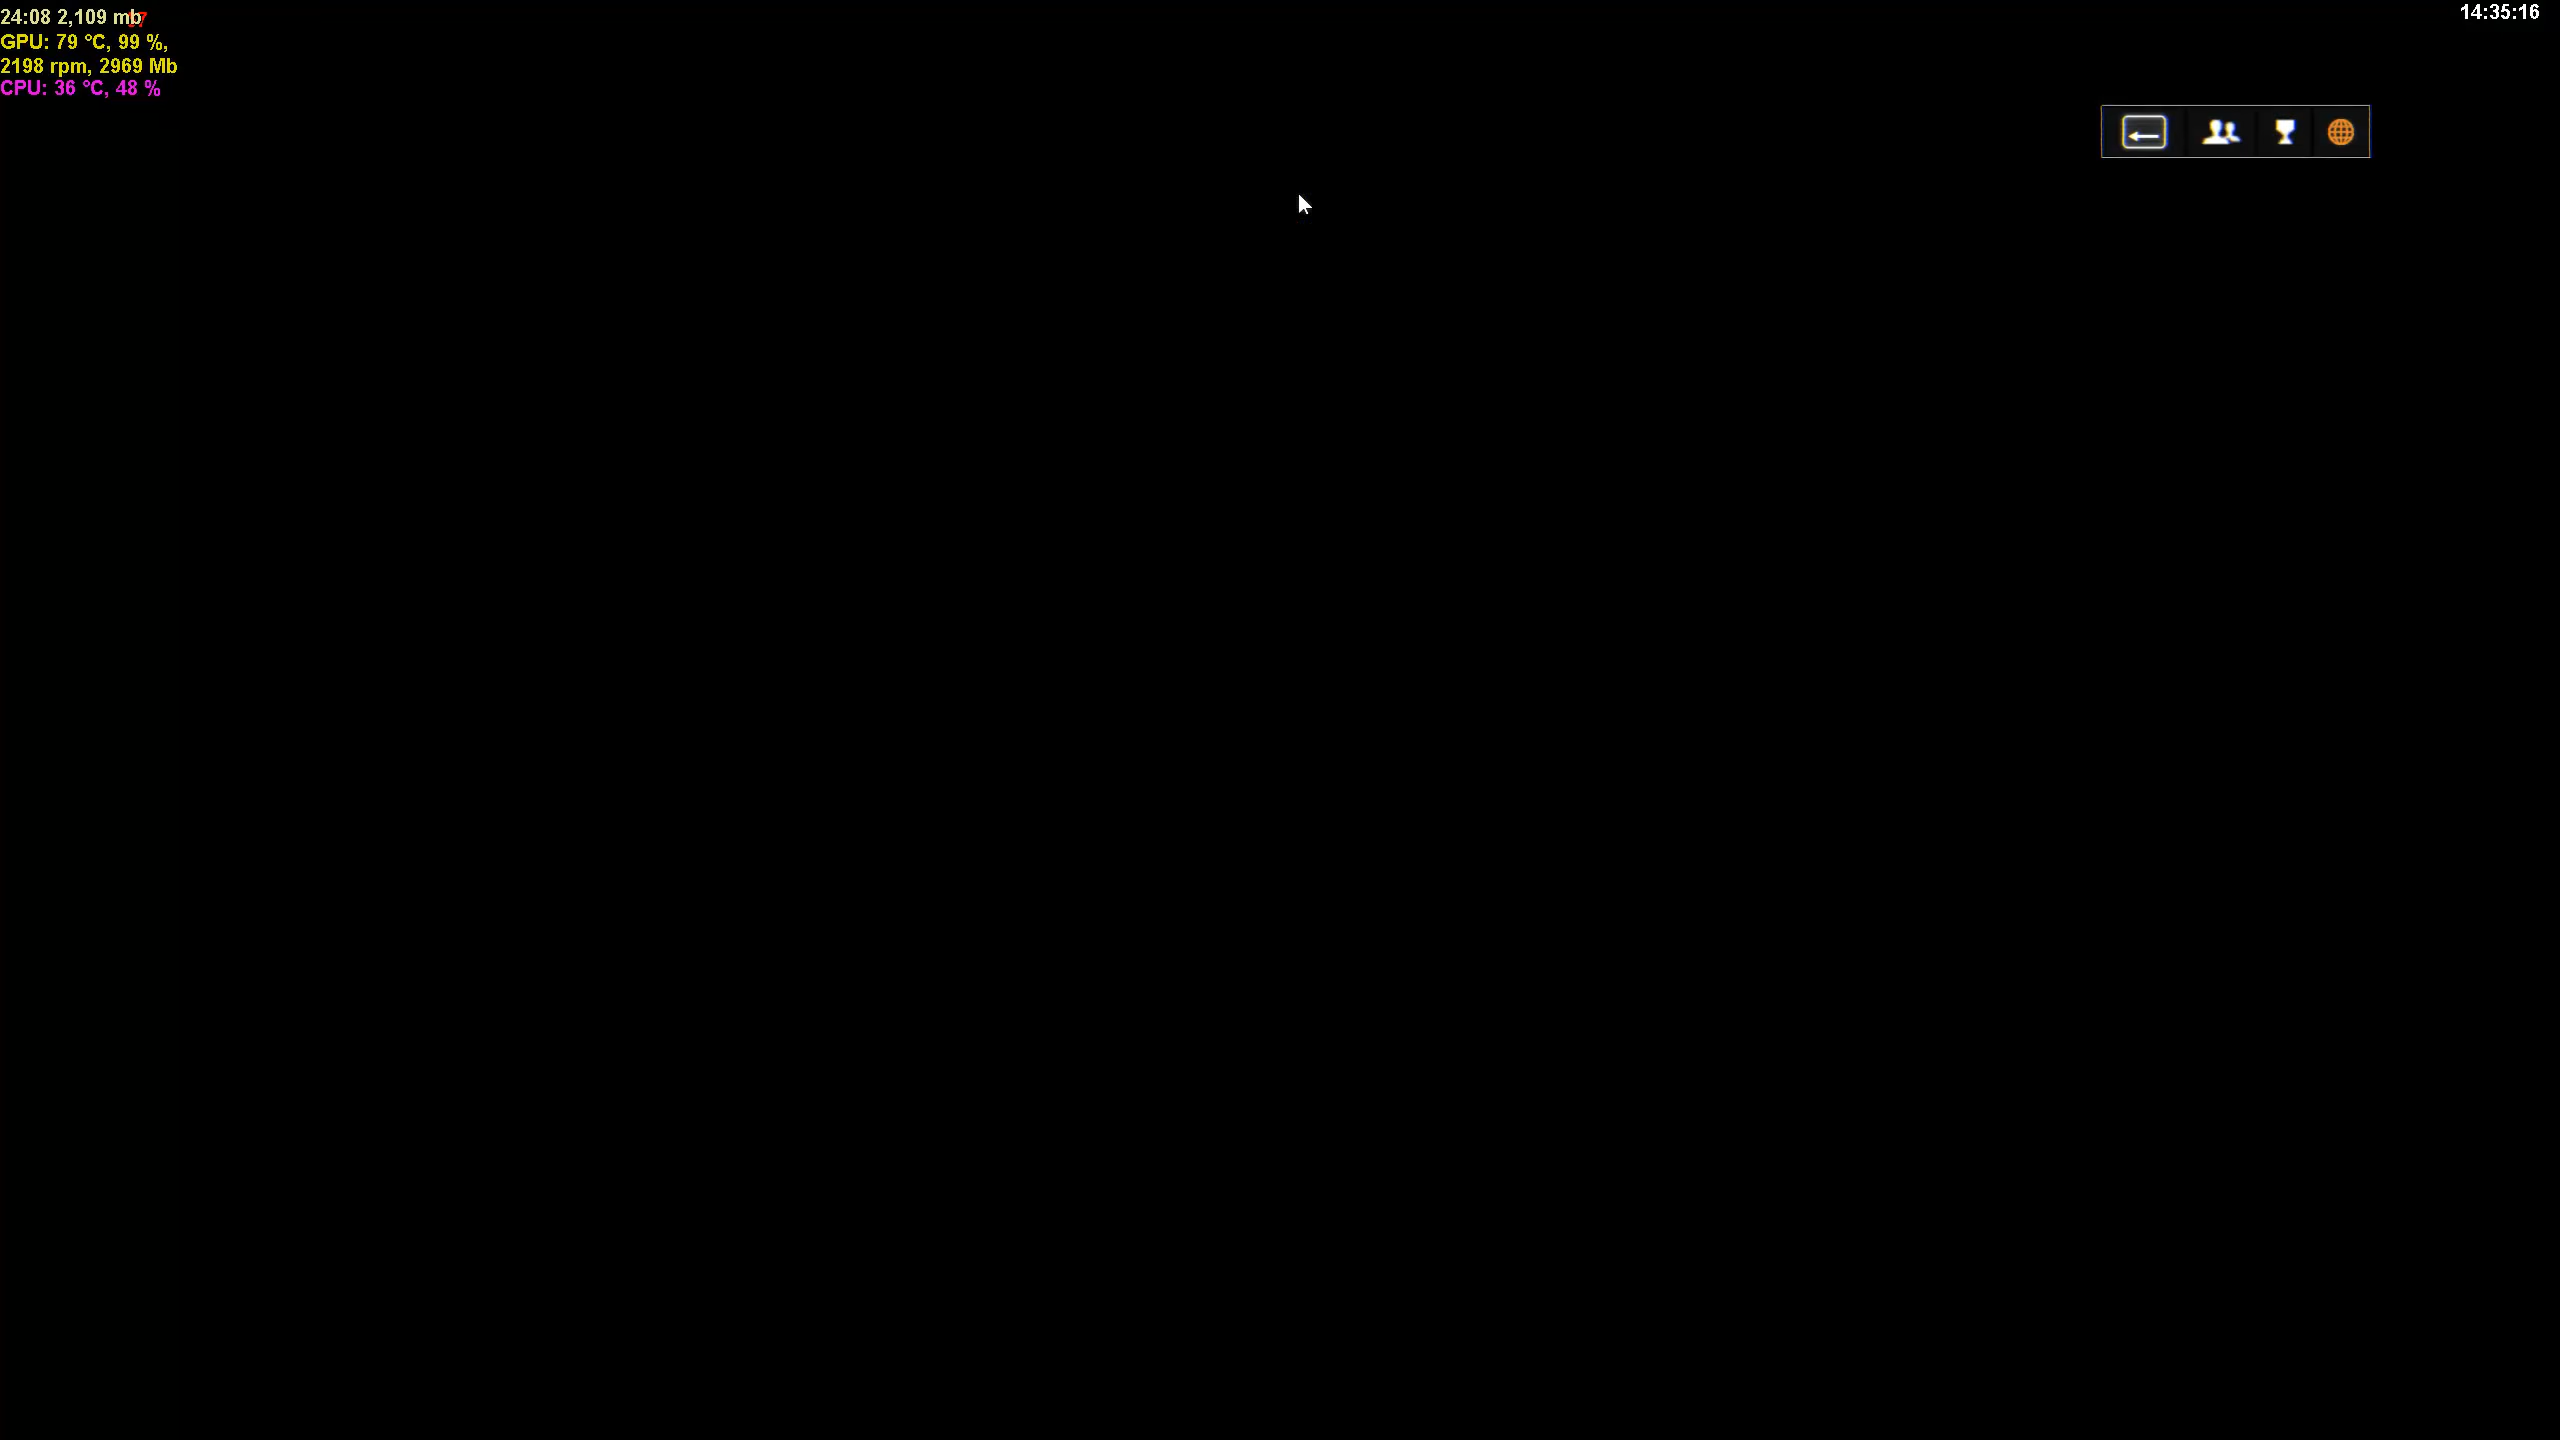 24:08 2,109 mb
GPU: 79 °C, 99 %,
2198 rpm, 2969 Mb
CPU: 36 °C, 48 %
14:35:16